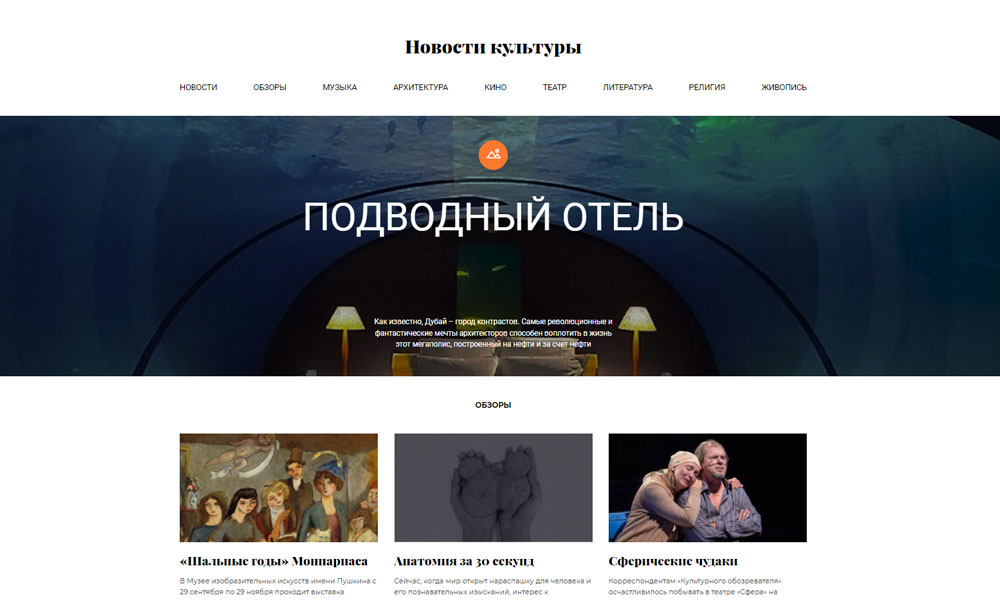 Новости культуры
НОВОСТИ ОБЗОРЫ МУЗЫКА АРХИТЕКТУРА КИНО ТЕАТР ЛИТЕРАТУРА РЕЛИГИЯ ЖИВОПИСЬ
ПОДВОДНЫЙ ОТЕЛЬ
Как известно, Дубай – город контрастов. Самые революционные и
фантастические мечты архитекторов способен воплотить в жизнь
этот мегаполис, построенный на нефти и за счет нефти
ОБЗОРЫ
«Шальные годы» Монпарнаса
В Музее изобразительных искусств имени Пушкина с
29 сентября по 29 ноября проходит выставка
Анатомия за 30 секунд
Сейчас, когда мир открыт нараспашку для человека и
его познавательных изысканий, интерес к
Сферические чудаки
Корреспондентам «Культурного обозревателя»
осчастливилось побывать в театре «Сфера» на